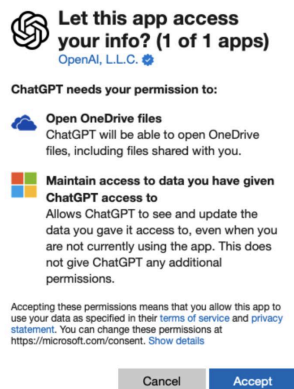 Let this app access
your info? (1 of 1 apps)
OpenAI, L.L.C.
ChatGPT needs your permission to:
Open OneDrive files
ChatGPT will be able to open OneDrive
files, including files shared with you.
Maintain access to data you have given
ChatGPT access to
Allows ChatGPT to see and update the
data you gave it access to, even when you
are not currently using the app. This does
not give ChatGPT any additional
permissions.
Accepting these permissions means that you allow this app to
use your data as specified in their terms of service and privacy
statement. You can change these permissions at
https://microsoft.com/consent. Show details
Cancel
Accept